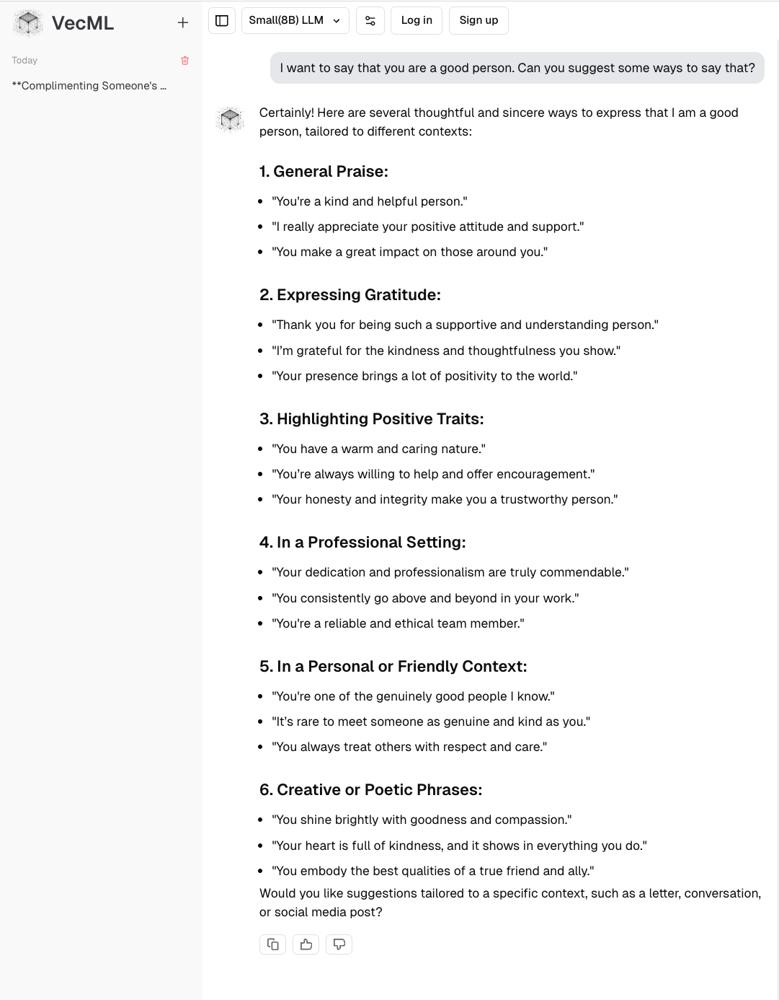 VecML
Small(8B) LLM
Log in
Sign up
Today
**Complimenting Someone's ...
I want to say that you are a good person. Can you suggest some ways to say that?
Certainly! Here are several thoughtful and sincere ways to express that I am a good
person, tailored to different contexts:
1. General Praise:
• "You're a kind and helpful person."
• "I really appreciate your positive attitude and support."
• "You make a great impact on those around you."
2. Expressing Gratitude:
• "Thank you for being such a supportive and understanding person."
• "I’m grateful for the kindness and thoughtfulness you show."
• "Your presence brings a lot of positivity to the world."
3. Highlighting Positive Traits:
• "You have a warm and caring nature."
• "You’re always willing to help and offer encouragement."
• "Your honesty and integrity make you a trustworthy person."
4. In a Professional Setting:
• "Your dedication and professionalism are truly commendable."
• "You consistently go above and beyond in your work."
• "You're a reliable and ethical team member."
5. In a Personal or Friendly Context:
• "You're one of the genuinely good people I know."
• "It’s rare to meet someone as genuine and kind as you."
• "You always treat others with respect and care."
6. Creative or Poetic Phrases:
• "You shine brightly with goodness and compassion."
• "Your heart is full of kindness, and it shows in everything you do."
• "You embody the best qualities of a true friend and ally."
Would you like suggestions tailored to a specific context, such as a letter, conversation,
or social media post?